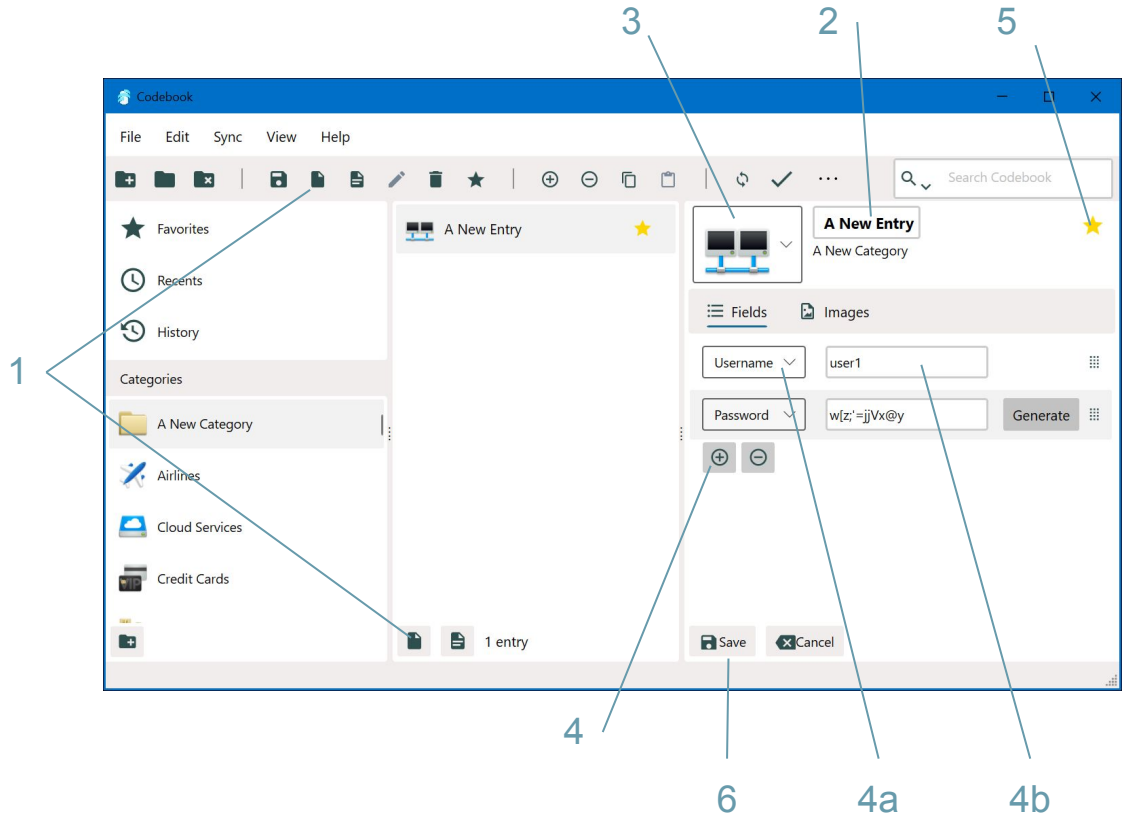 3 2 5
Codebook
File Edit Sync View Help
Search Codebook
Favorites
Recents
History
Categories
A New Category
Airlines
Cloud Services
VIP
Credit Cards
A New Entry
1 entry
A New Entry
A New Category
Fields Images
Username user1
Password w[z;'=jjVx@y Generate
Save Cancel
1
4
6 4a 4b